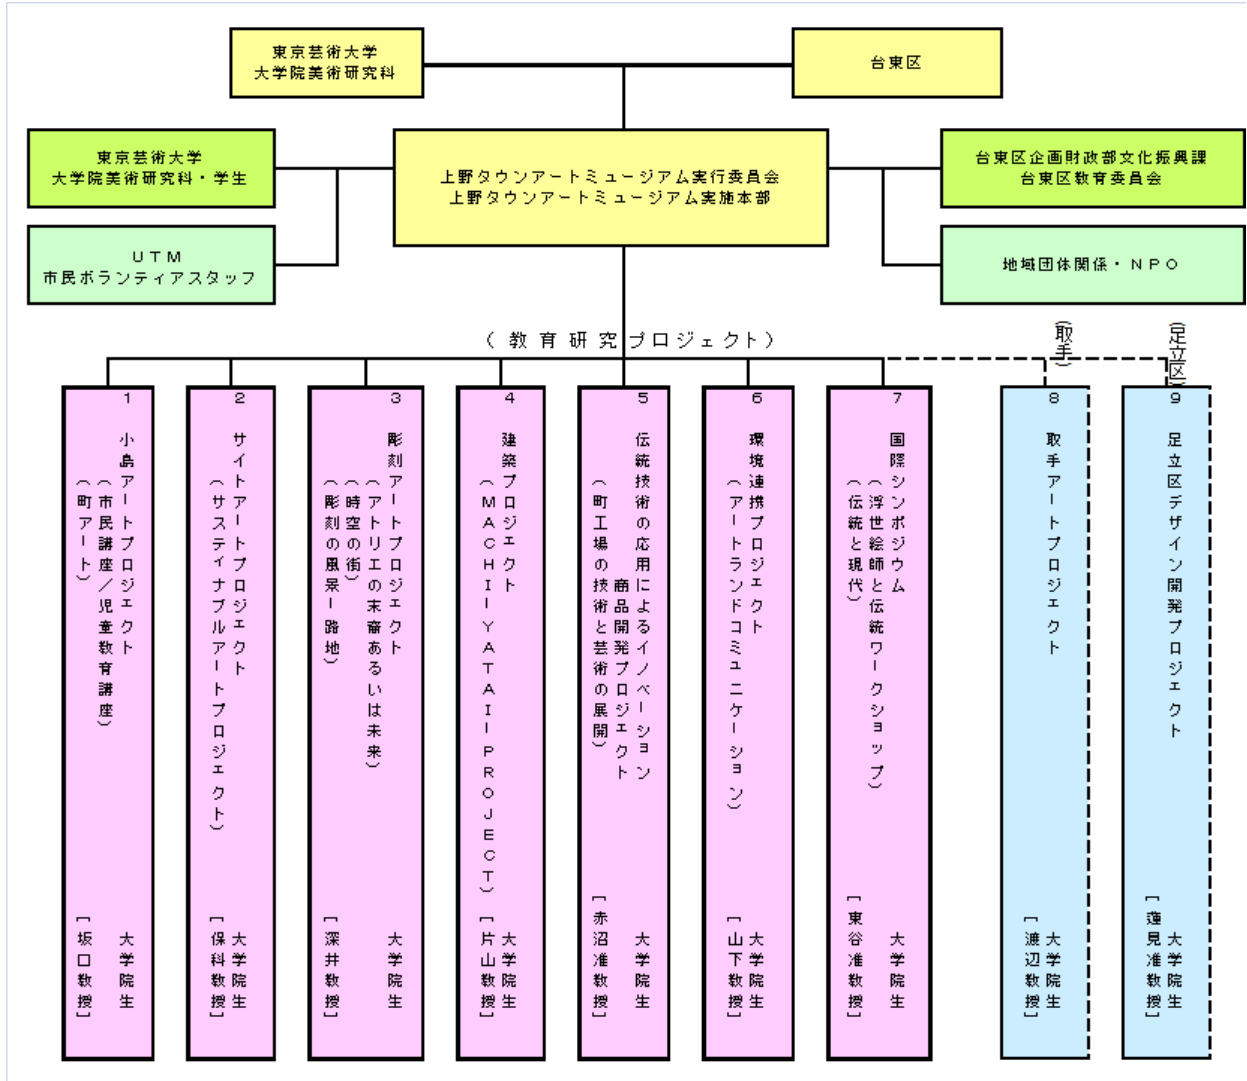 東京芸術大学
大学院美術研究科
台東区
東京芸術大学
大学院美術研究科・学生
上野タウンアートミュージアム実行委員会
上野タウンアートミュージアム実施本部
台東区企画財政部文化振興課
台東区教育委員会
UTM
市民ボランティアスタッフ
地域団体関係・NPO
(教育研究プロジェクト)
(取手)
(足立区)
1
小島アートプロジェクト
(市民講座/児童教育講座)
(町アート)
大学院生
[坂口教授]
2
サイトアートプロジェクト
(サスティナブルアートプロジェクト)
大学院生
[保科教授]
3
彫刻アートプロジェクト
(アトリエの末裔あるいは未来)
(時空の街)
(彫刻の風景ー路地)
大学院生
[深井教授]
4
建築プロジェクト
(MACHI-YATAI-PROJECT)
大学院生
[片山教授]
5
伝統技術の応用によるイノベーション
商品開発プロジェクト
(町工場の技術と芸術の展開)
大学院生
[赤沼准教授]
6
環境連携プロジェクト
(アートランドコミュニケーション)
大学院生
[山下教授]
7
国際シンポジウム
(浮世絵師と伝統ワークショップ)
(伝統と現代)
大学院生
[東谷准教授]
8
取手アートプロジェクト
大学院生
[渡辺教授]
9
足立区デザイン開発プロジェクト
大学院生
[蓮見准教授]